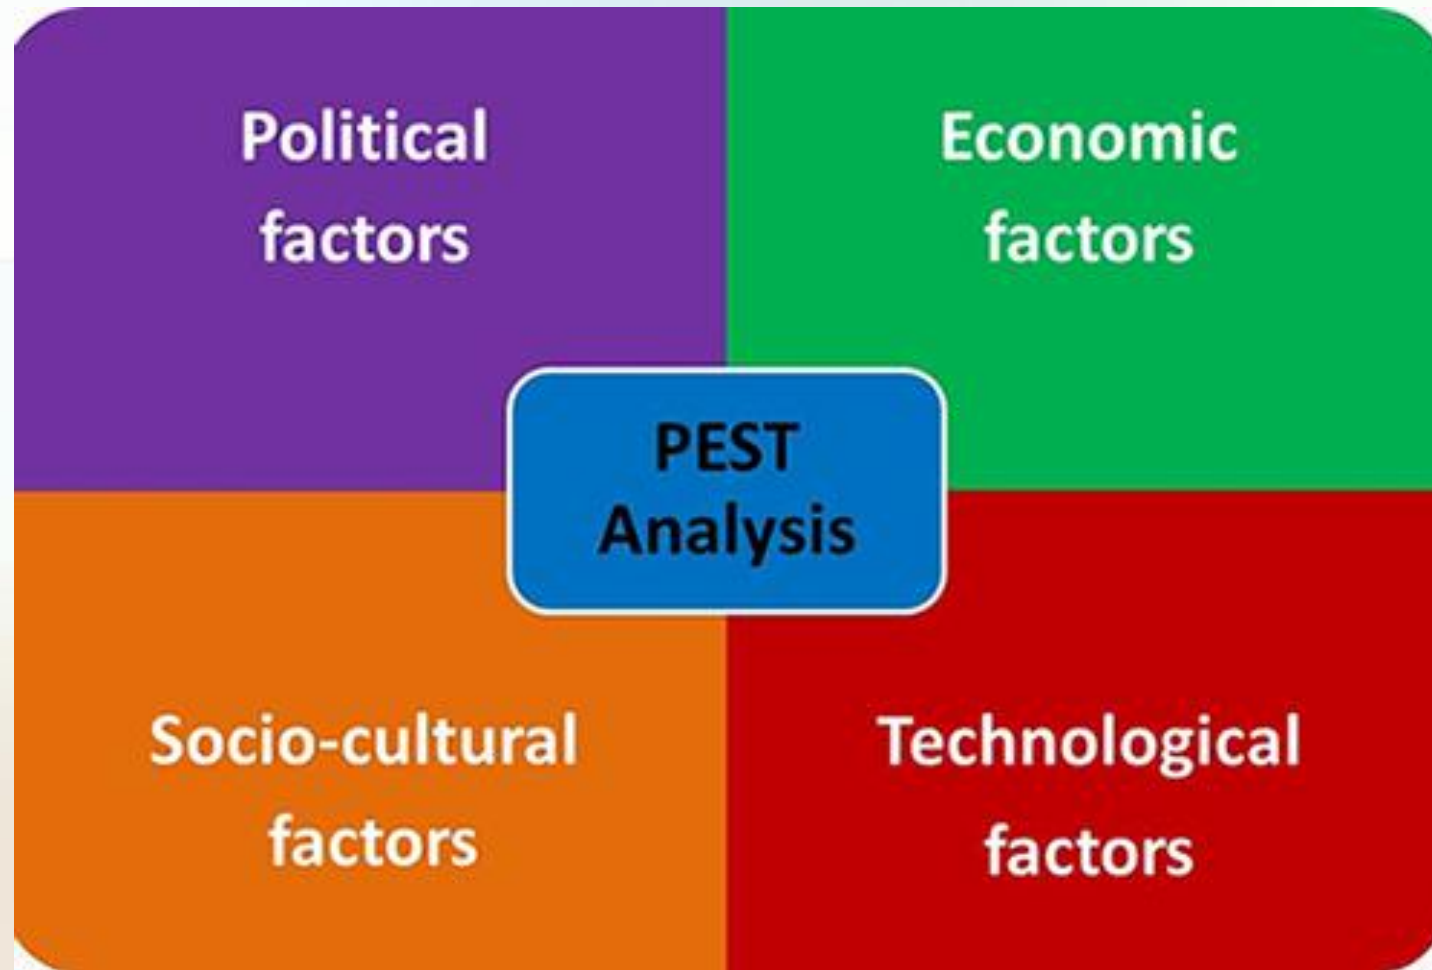 Political
factors
Economic
factors
PEST
Analysis
Socio-cultural
factors
Technological
factors